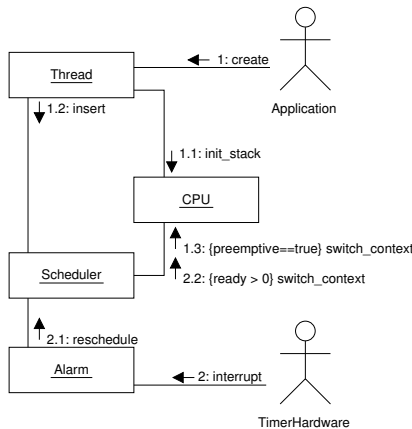 1: create
Thread
1.2: insert
Application
1.1: init_stack
CPU
1.3: {preemptive==true} switch_context
Scheduler
2.2: {ready > 0} switch_context
2.1: reschedule
Alarm
2: interrupt
TimerHardware